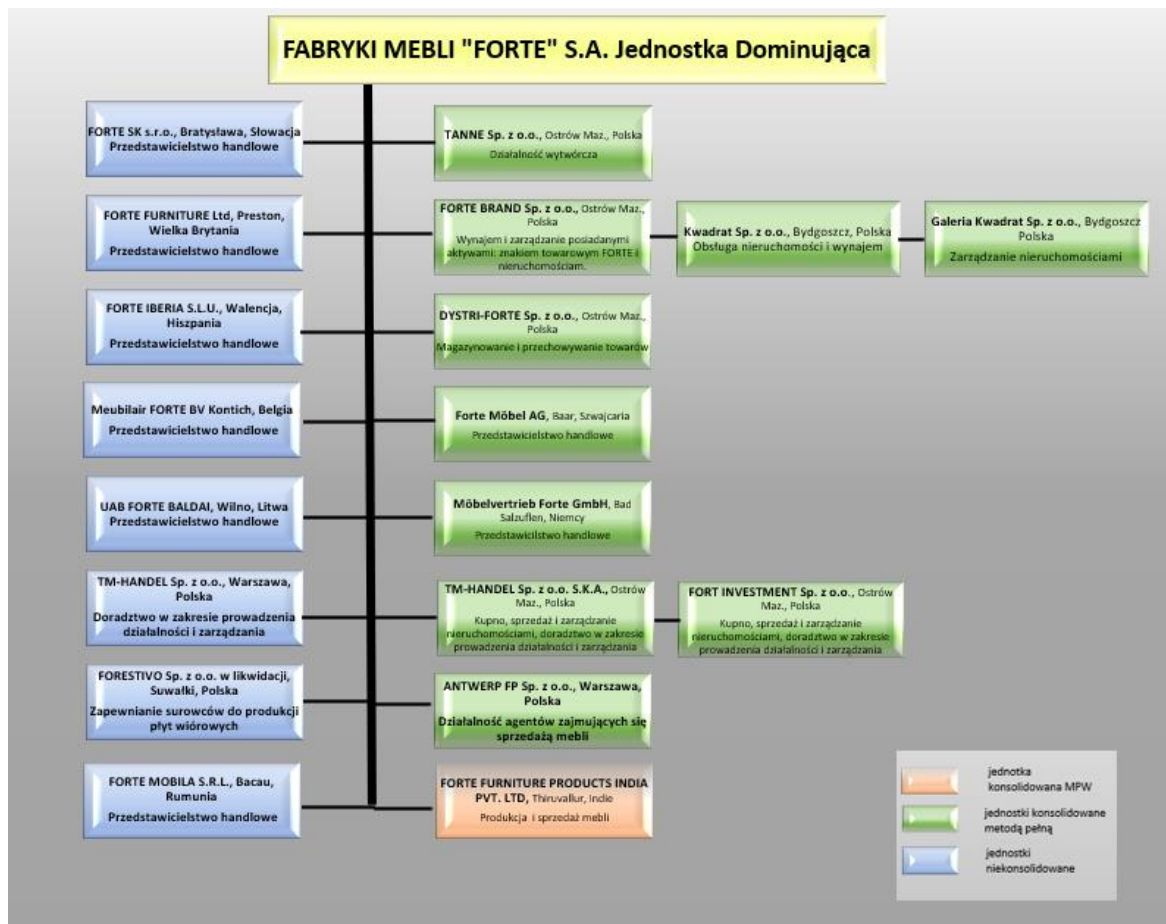 FABRYKI MEBLI "FORTE" S.A. Jednostka Dominująca
FORTE SK s.r.o., Bratysława, Słowacja
Przedstawicielstwo handlowe
TANNE Sp. z o.o., Ostrów Maz., Polska
Działalność wytwórcza
FORTE FURNITURE Ltd, Preston,
Wielka Brytania
Przedstawicielstwo handlowe
FORTE BRAND Sp. z o.o., Ostrów Maz.,
Polska
Wynajem i zarządzanie posiadanymi
aktywami: znakiem towarowym FORTE i
nieruchomościam.
Kwadrat Sp. z o.o., Bydgoszcz, Polska
Obsługa nieruchomości i wynajem
Galeria Kwadrat Sp. z o.o., Bydgoszcz
Polska
Zarządzanie nieruchomościami
FORTE IBERIA S.L.U., Walencja,
Hiszpania
Przedstawicielstwo handlowe
DYSTRI-FORTE Sp. z o.o., Ostrów Maz.,
Polska
Magazynowanie i przechowywanie towarów
Meubilair FORTE BV Kontich, Belgia
Przedstawicielstwo handlowe
Forte Möbel AG, Baar, Szwajcaria
Przedstawicielstwo handlowe
UAB FORTE BALDAI, Wilno, Litwa
Przedstawicielstwo handlowe
Möbelvertrieb Forte GmbH, Bad
Salzuflen, Niemcy
Przedstawicilstwo handlowe
TM-HANDEL Sp. z o.o., Warszawa,
Polska
Doradztwo w zakresie prowadzenia
działalności i zarządzania
TM-HANDEL Sp. z o.o. S.K.A., Ostrów
Maz., Polska
Kupno, sprzedaż i zarządzanie
nieruchomościami, doradztwo w zakresie
prowadzenia działalności i zarządzania
FORT INVESTMENT Sp. z o.o., Ostrów
Maz., Polska
Kupno, sprzedaż i zarządzanie
nieruchomościami, doradztwo w zakresie
prowadzenia działalności i zarządzania
FORESTIVO Sp. z o.o. w likwidacji,
Suwałki, Polska
Zapewnianie surowców do produkcji
płyt wiórowych
ANTWERP FP Sp. z o.o., Warszawa,
Polska
Działalność agentów zajmujących się
sprzedażą mebli
FORTE MOBILA S.R.L., Bacau,
Rumunia
Przedstawicielstwo handlowe
FORTE FURNITURE PRODUCTS INDIA
PVT. LTD, Thiruvallur, Indie
Produkcja i sprzedaż mebli
jednotka
konsolidowana MPW
jednostki konsolidowane
metodą pełną
jednostki
niekonsolidowane